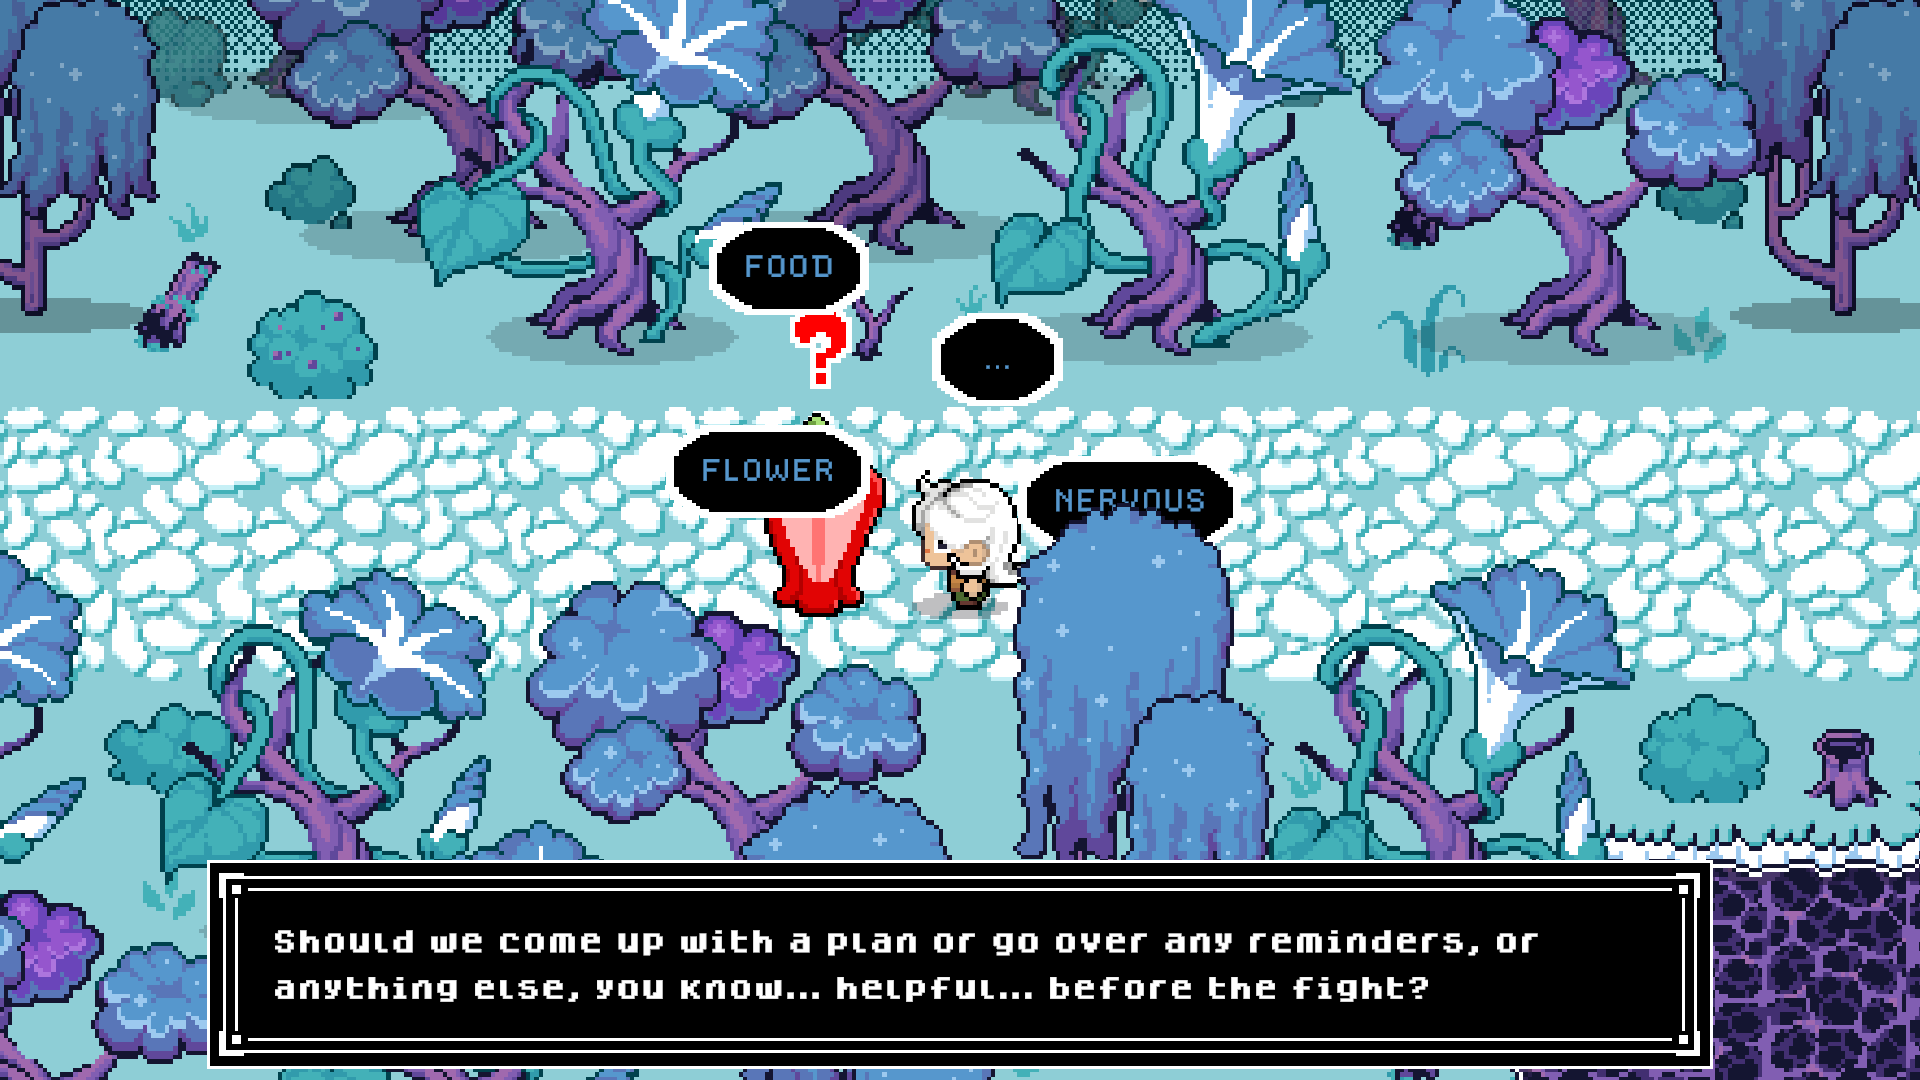 FOOD
?
...
FLOWER
NERVOUS
Should we come up with a plan or go over any reminders, or
anything else, you know... helpful... before the fight?